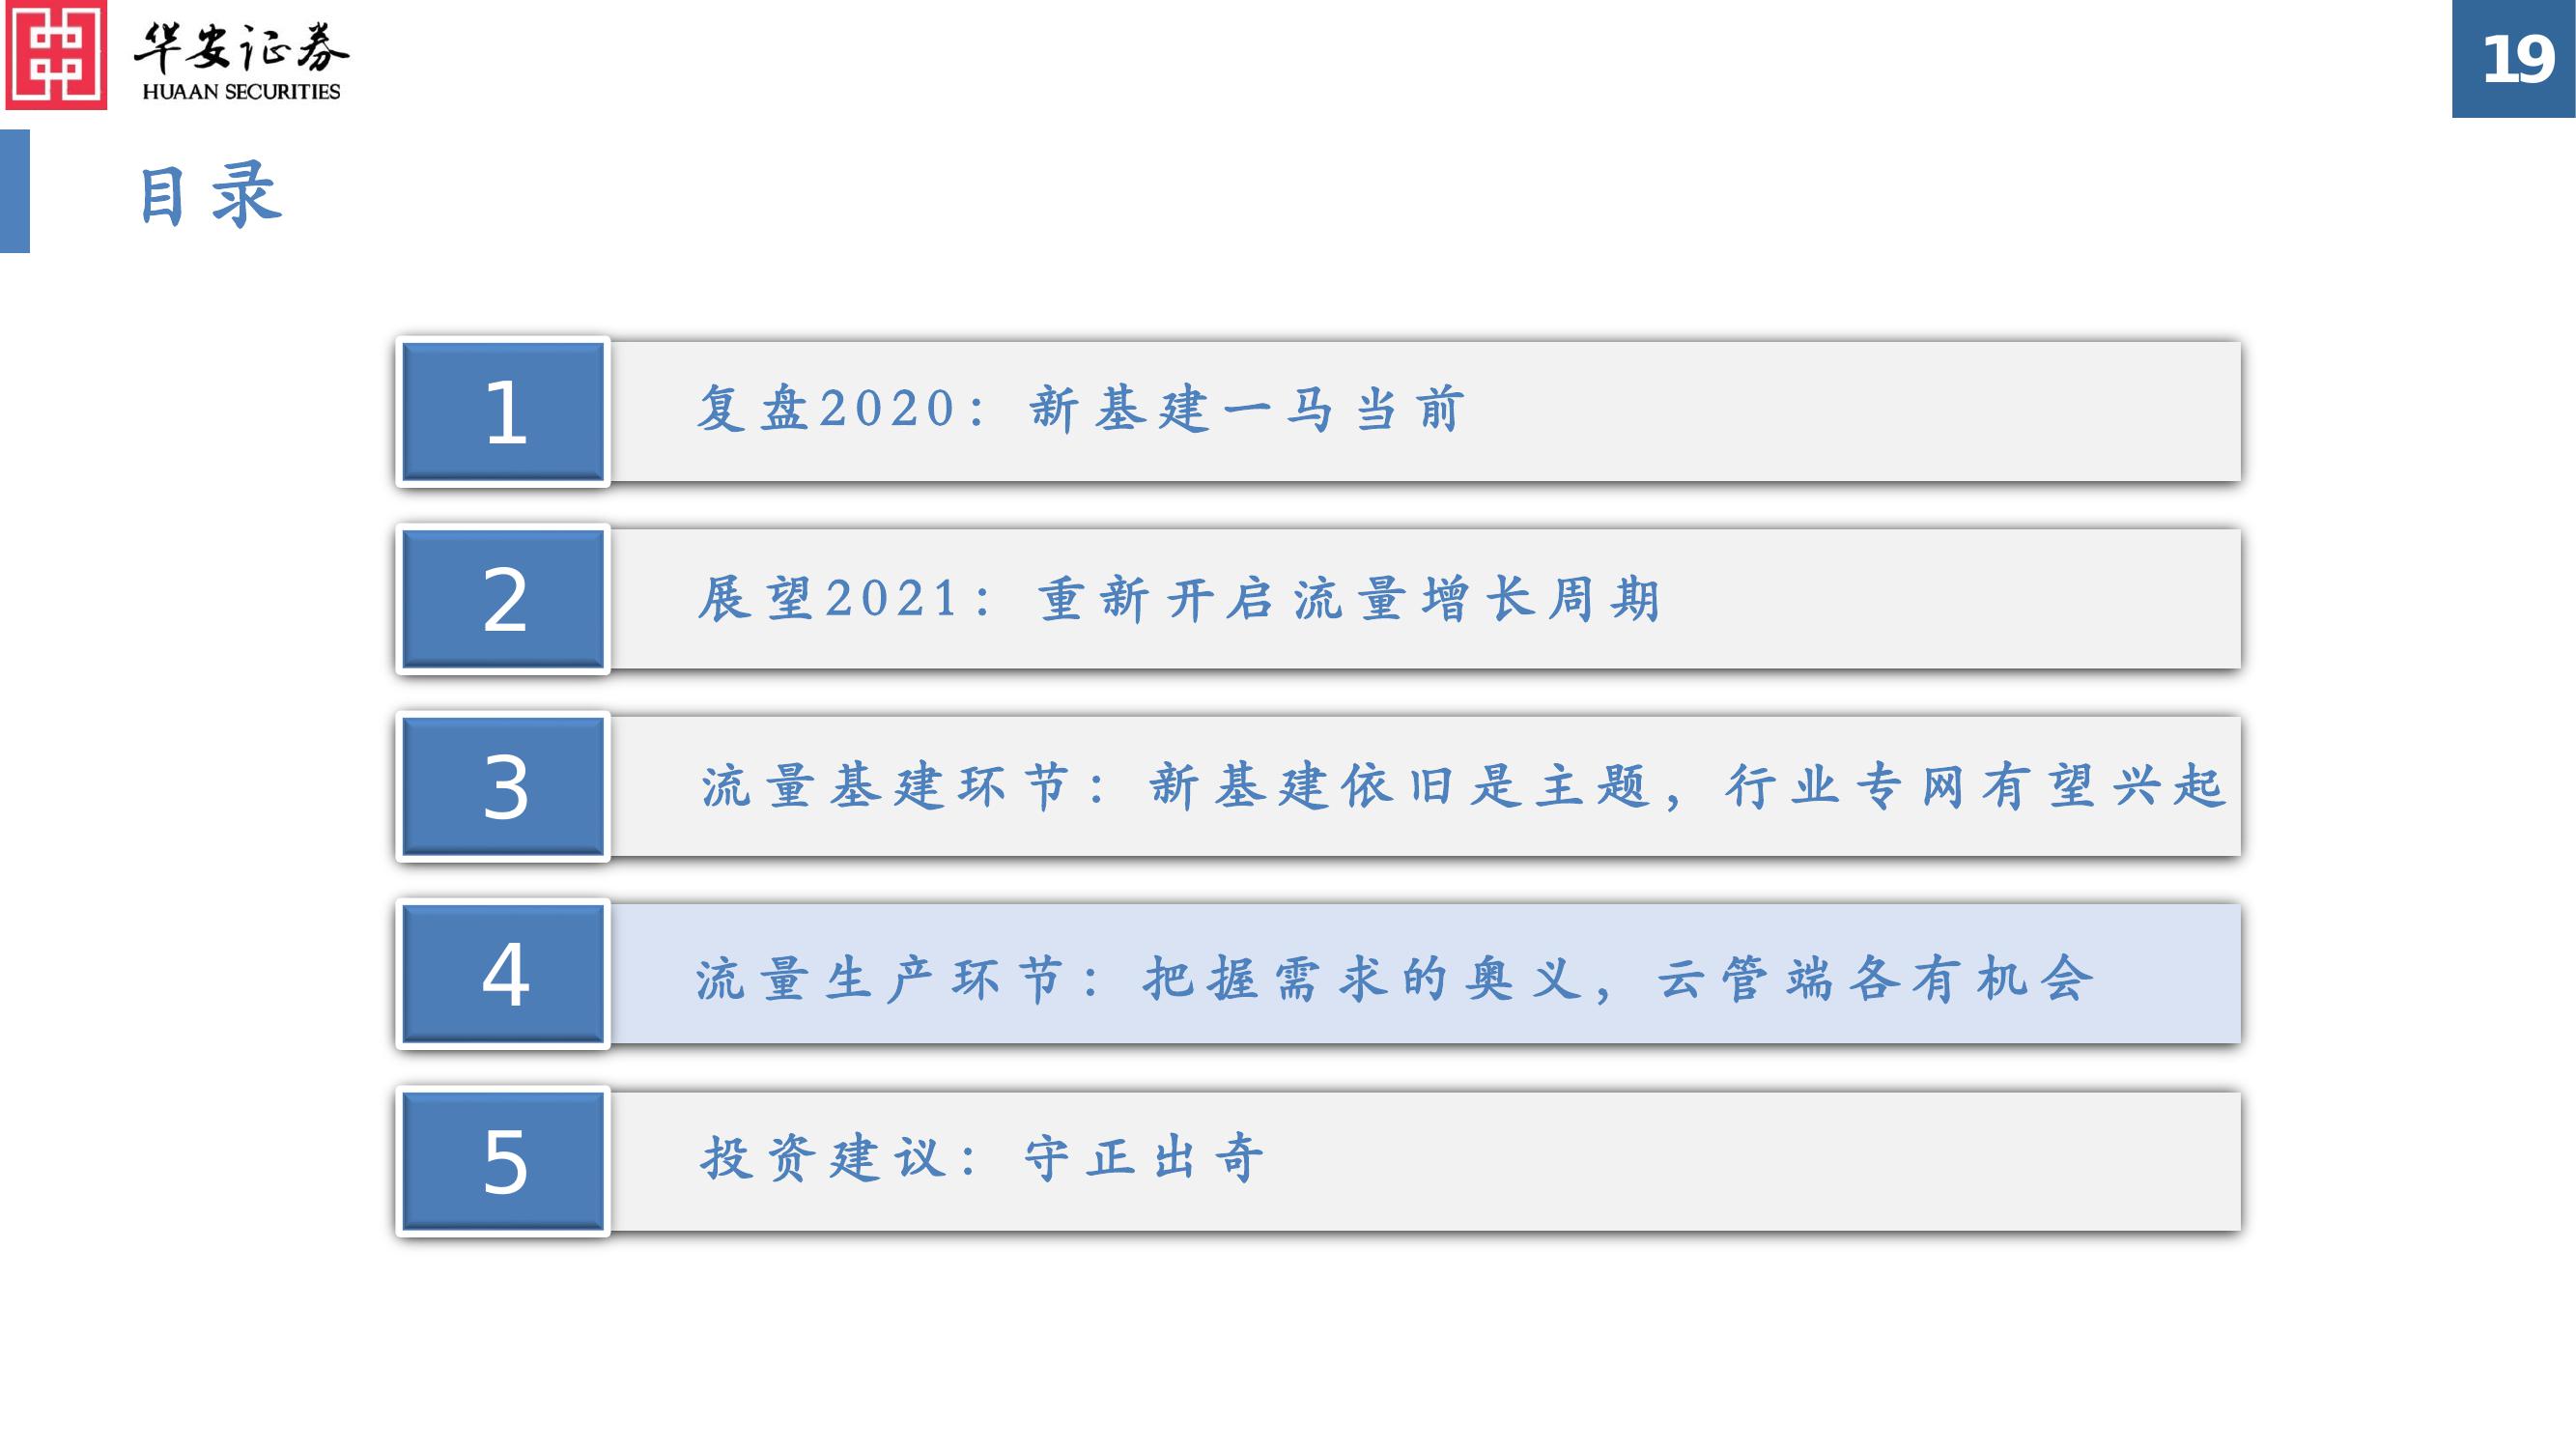 华安证券
HUAAN SECURITIES
19
目录
1
复盘2020：新基建一马当前
2
展望2021：重新开启流量增长周期
3
流量基建环节：新基建依旧是主题，行业专网有望兴起
4
流量生产环节：把握需求的奥义，云管端各有机会
5
投资建议：守正出奇